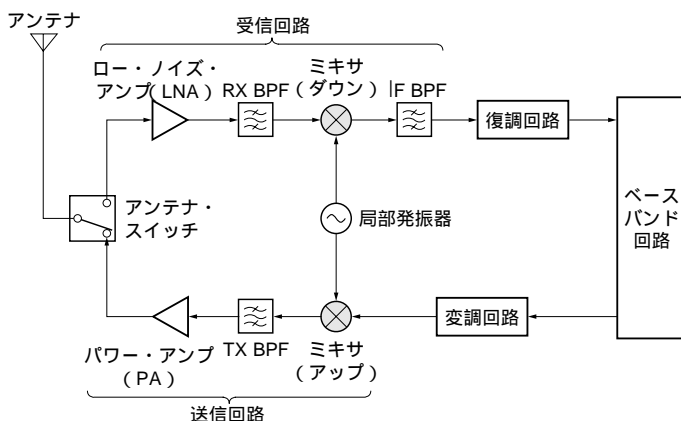 アンテナ
受信回路
ロー・ノイズ・
アンプ(LNA)
RX BPF
ミキサ
(ダウン)
IF BPF
復調回路
ベース
バンド
回路
アンテナ・
スイッチ
局部発振器
変調回路
パワー・アンプ
(PA)
TX BPF
ミキサ
(アップ)
送信回路